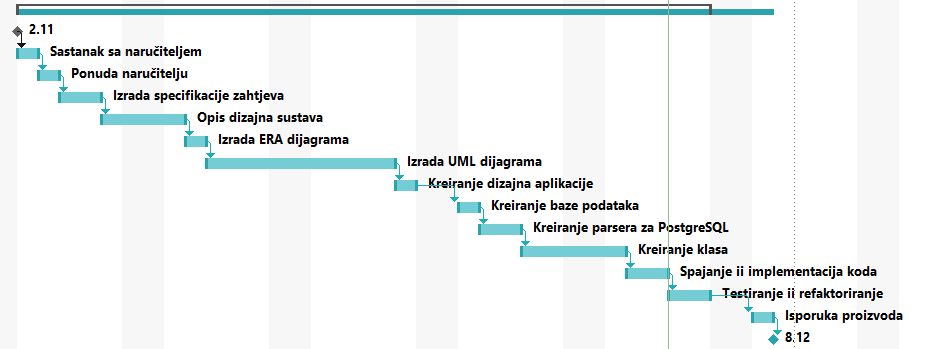 2.11
Sastanak sa naručiteljem
Ponuda naručitelju
Izrada specifikacije zahtjeva
Opis dizajna sustava
Izrada ERA dijagrama
Izrada UML dijagrama
Kreiranje dizajna aplikacije
Kreiranje baze podataka
Kreiranje parsera za PostgreSQL
Kreiranje klasa
Spajanje ii implementacija koda
Testiranje ii refaktoriranje
Isporuka proizvoda
8.12